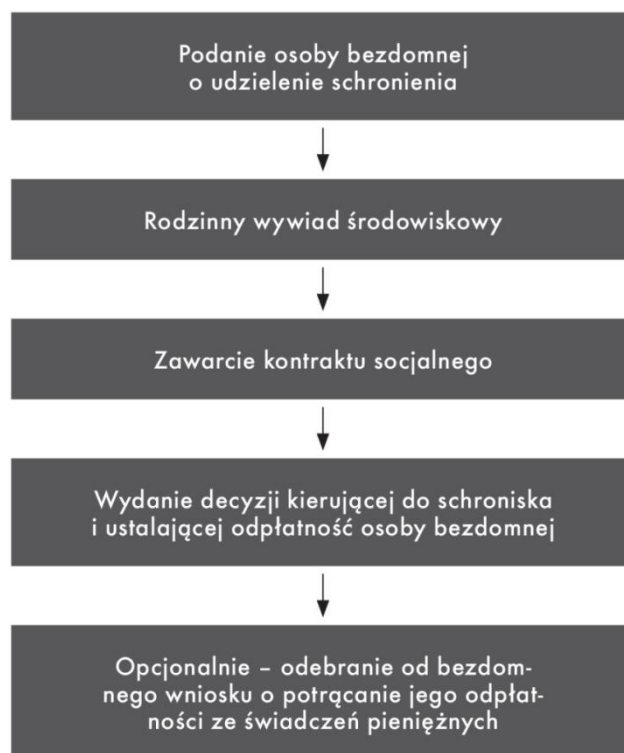 Podanie osoby bezdomnej
o udzielenie schronienia
Rodzinny wywiad środowiskowy
Zawarcie kontraktu socjalnego
Wydanie decyzji kierującej do schroniska
i ustalającej odpłatność osoby bezdomnej
Opcjonalnie – odebranie od bezdom-
nego wniosku o potrącanie jego odpłat-
ności ze świadczeń pieniężnych